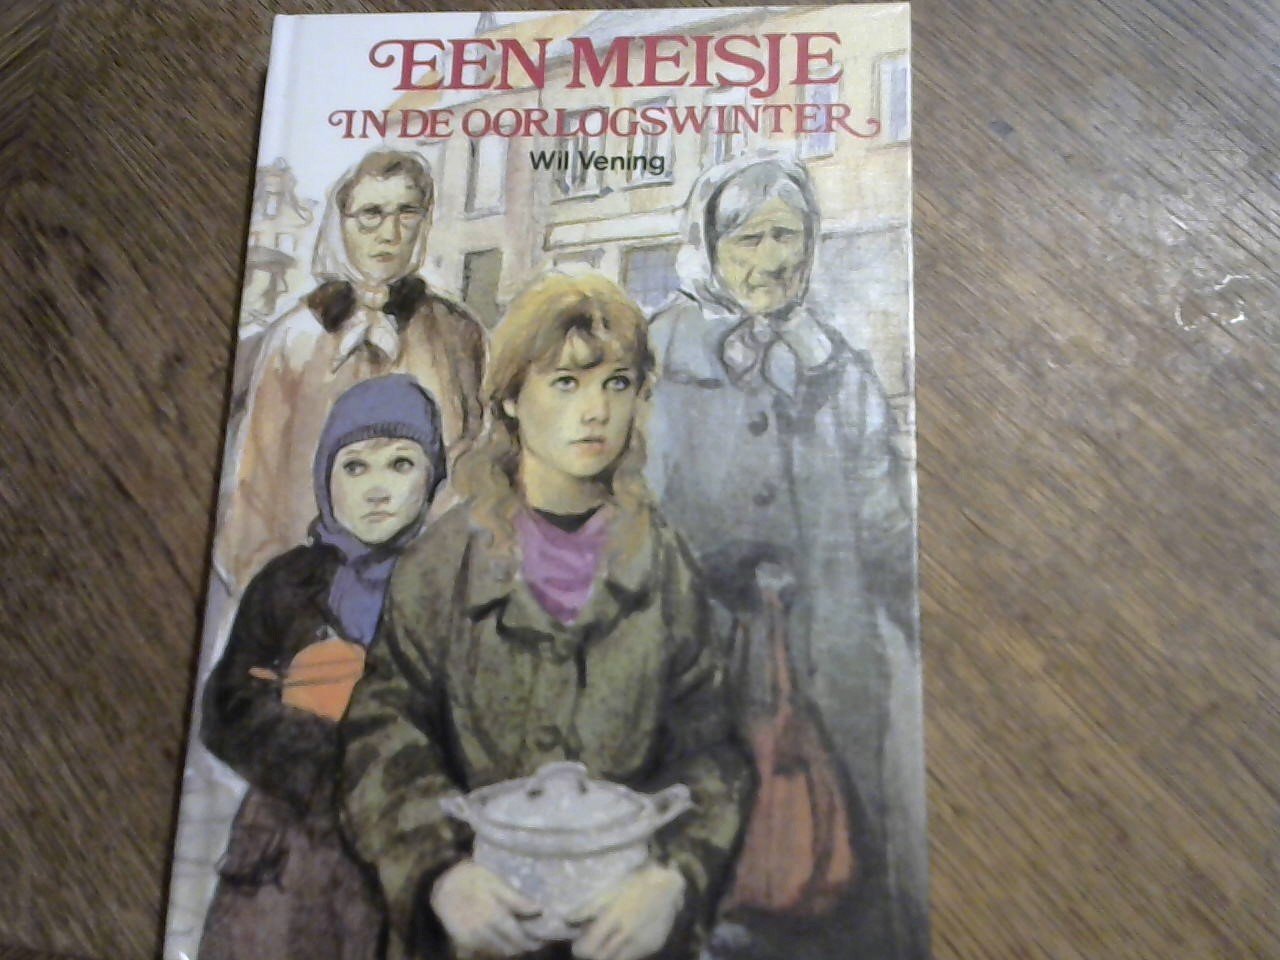 EEN MEISJE
IN DE OORLOGSWINTER
Wil Vening